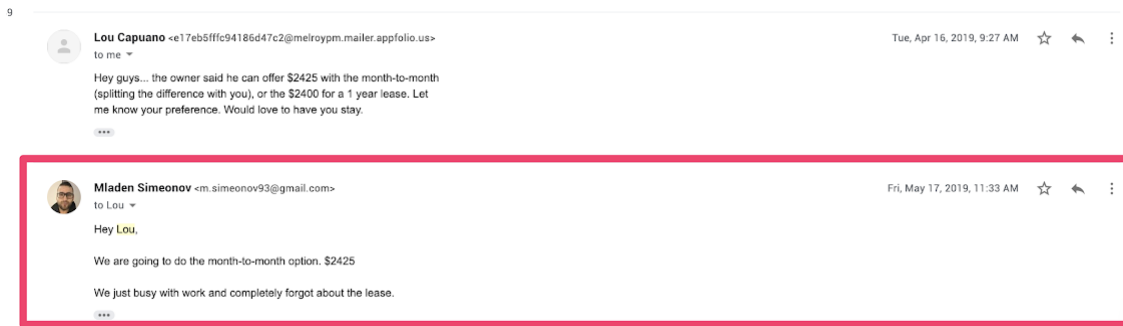 9
Lou Capuano <e17eb5fffc94186d47c2@melroypm.mailer.appfolio.us>
Tue, Apr 16, 2019, 9:27 AM
to me
Hey guys... the owner said he can offer $2425 with the month-to-month
(splitting the difference with you), or the $2400 for a 1 year lease. Let
me know your preference. Would love to have you stay.
Mladen Simeonov <m.simeonov93@gmail.com>
Fri, May 17, 2019, 11:33 AM
to Lou
Hey Lou,
We are going to do the month-to-month option. $2425
We just busy with work and completely forgot about the lease.